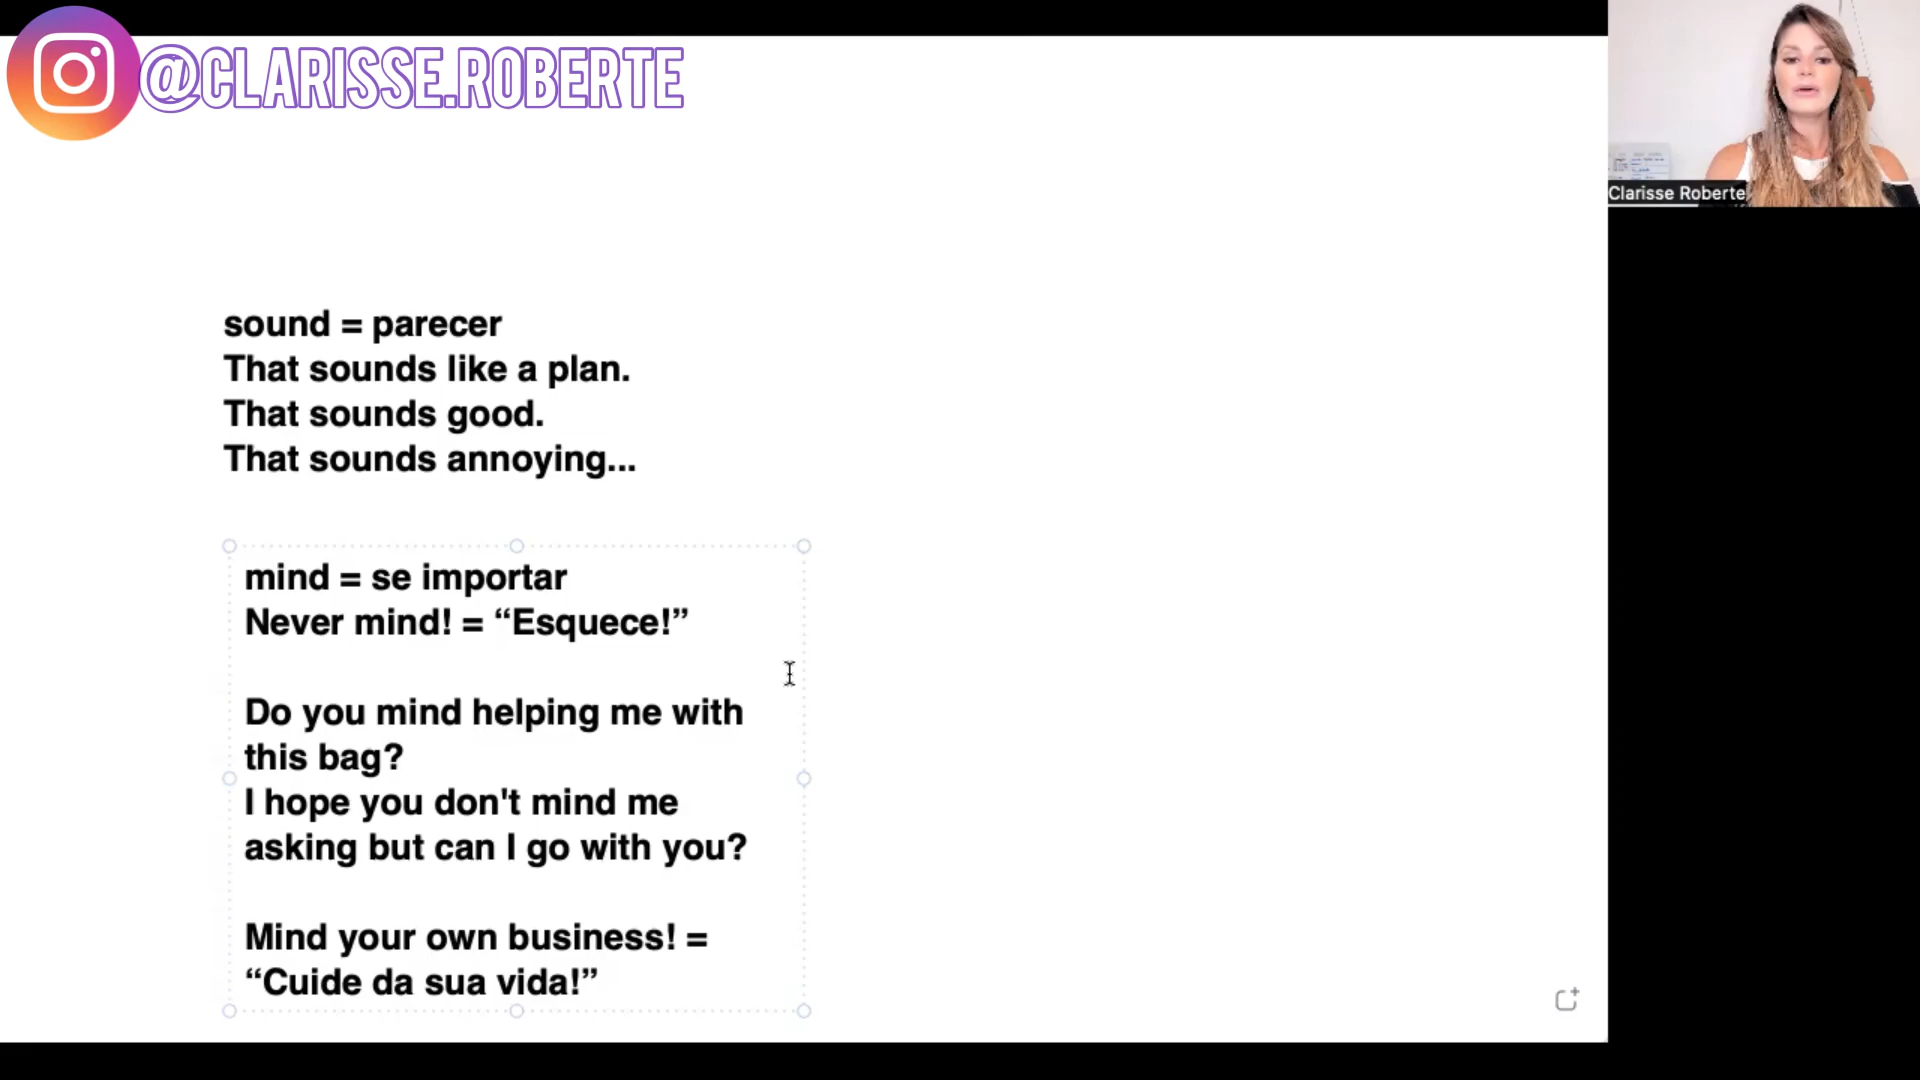 @CLARISSE.ROBERTE
Clarisse Roberte
sound = parecer
That sounds like a plan.
That sounds good.
That sounds annoying...
mind = se importar
Never mind! = “Esquece!”
Do you mind helping me with
this bag?
I hope you don't mind me
asking but can I go with you?
Mind your own business! =
“Cuide da sua vida!”